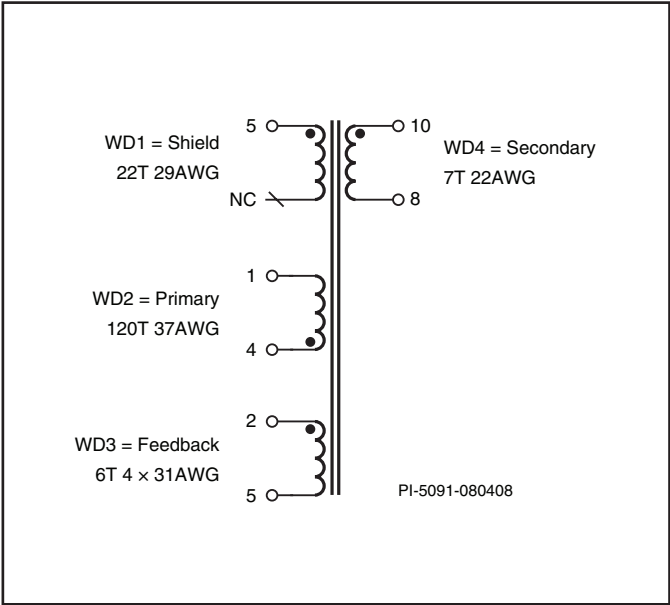 WD1 = Shield
22T 29AWG
5
NC
10
8
WD4 = Secondary
7T 22AWG
WD2 = Primary
120T 37AWG
1
4
WD3 = Feedback
6T 4 × 31AWG
2
5
PI-5091-080408